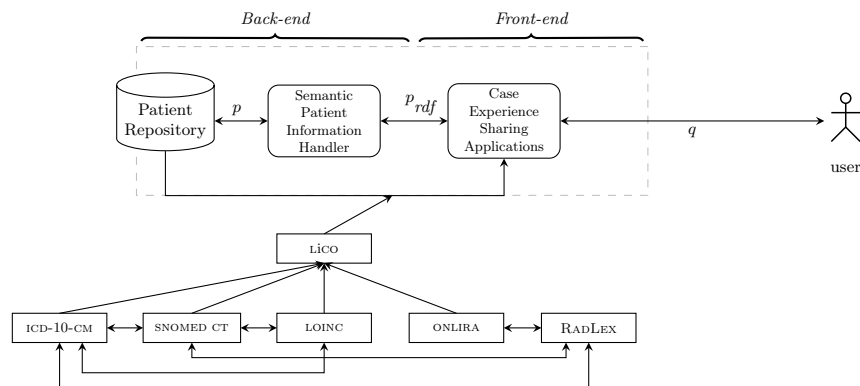 Back-end
Front-end
Patient
Repository
p
Semantic
Patient
Information
Handler
p_rdf
Case
Experience
Sharing
Applications
q
user
LiCO
ICD-10-CM
SNOMED CT
LOINC
ONLIRA
RadLex